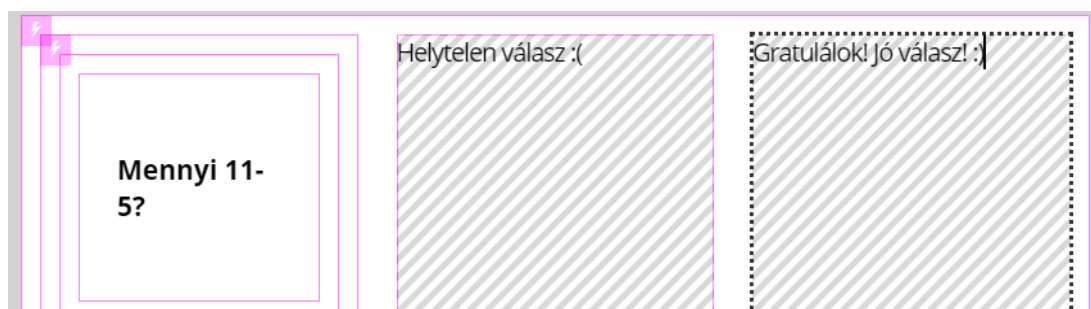 Helytelen válasz :(
Gratulálok! Jó válasz! :)
Mennyi 11-
5?